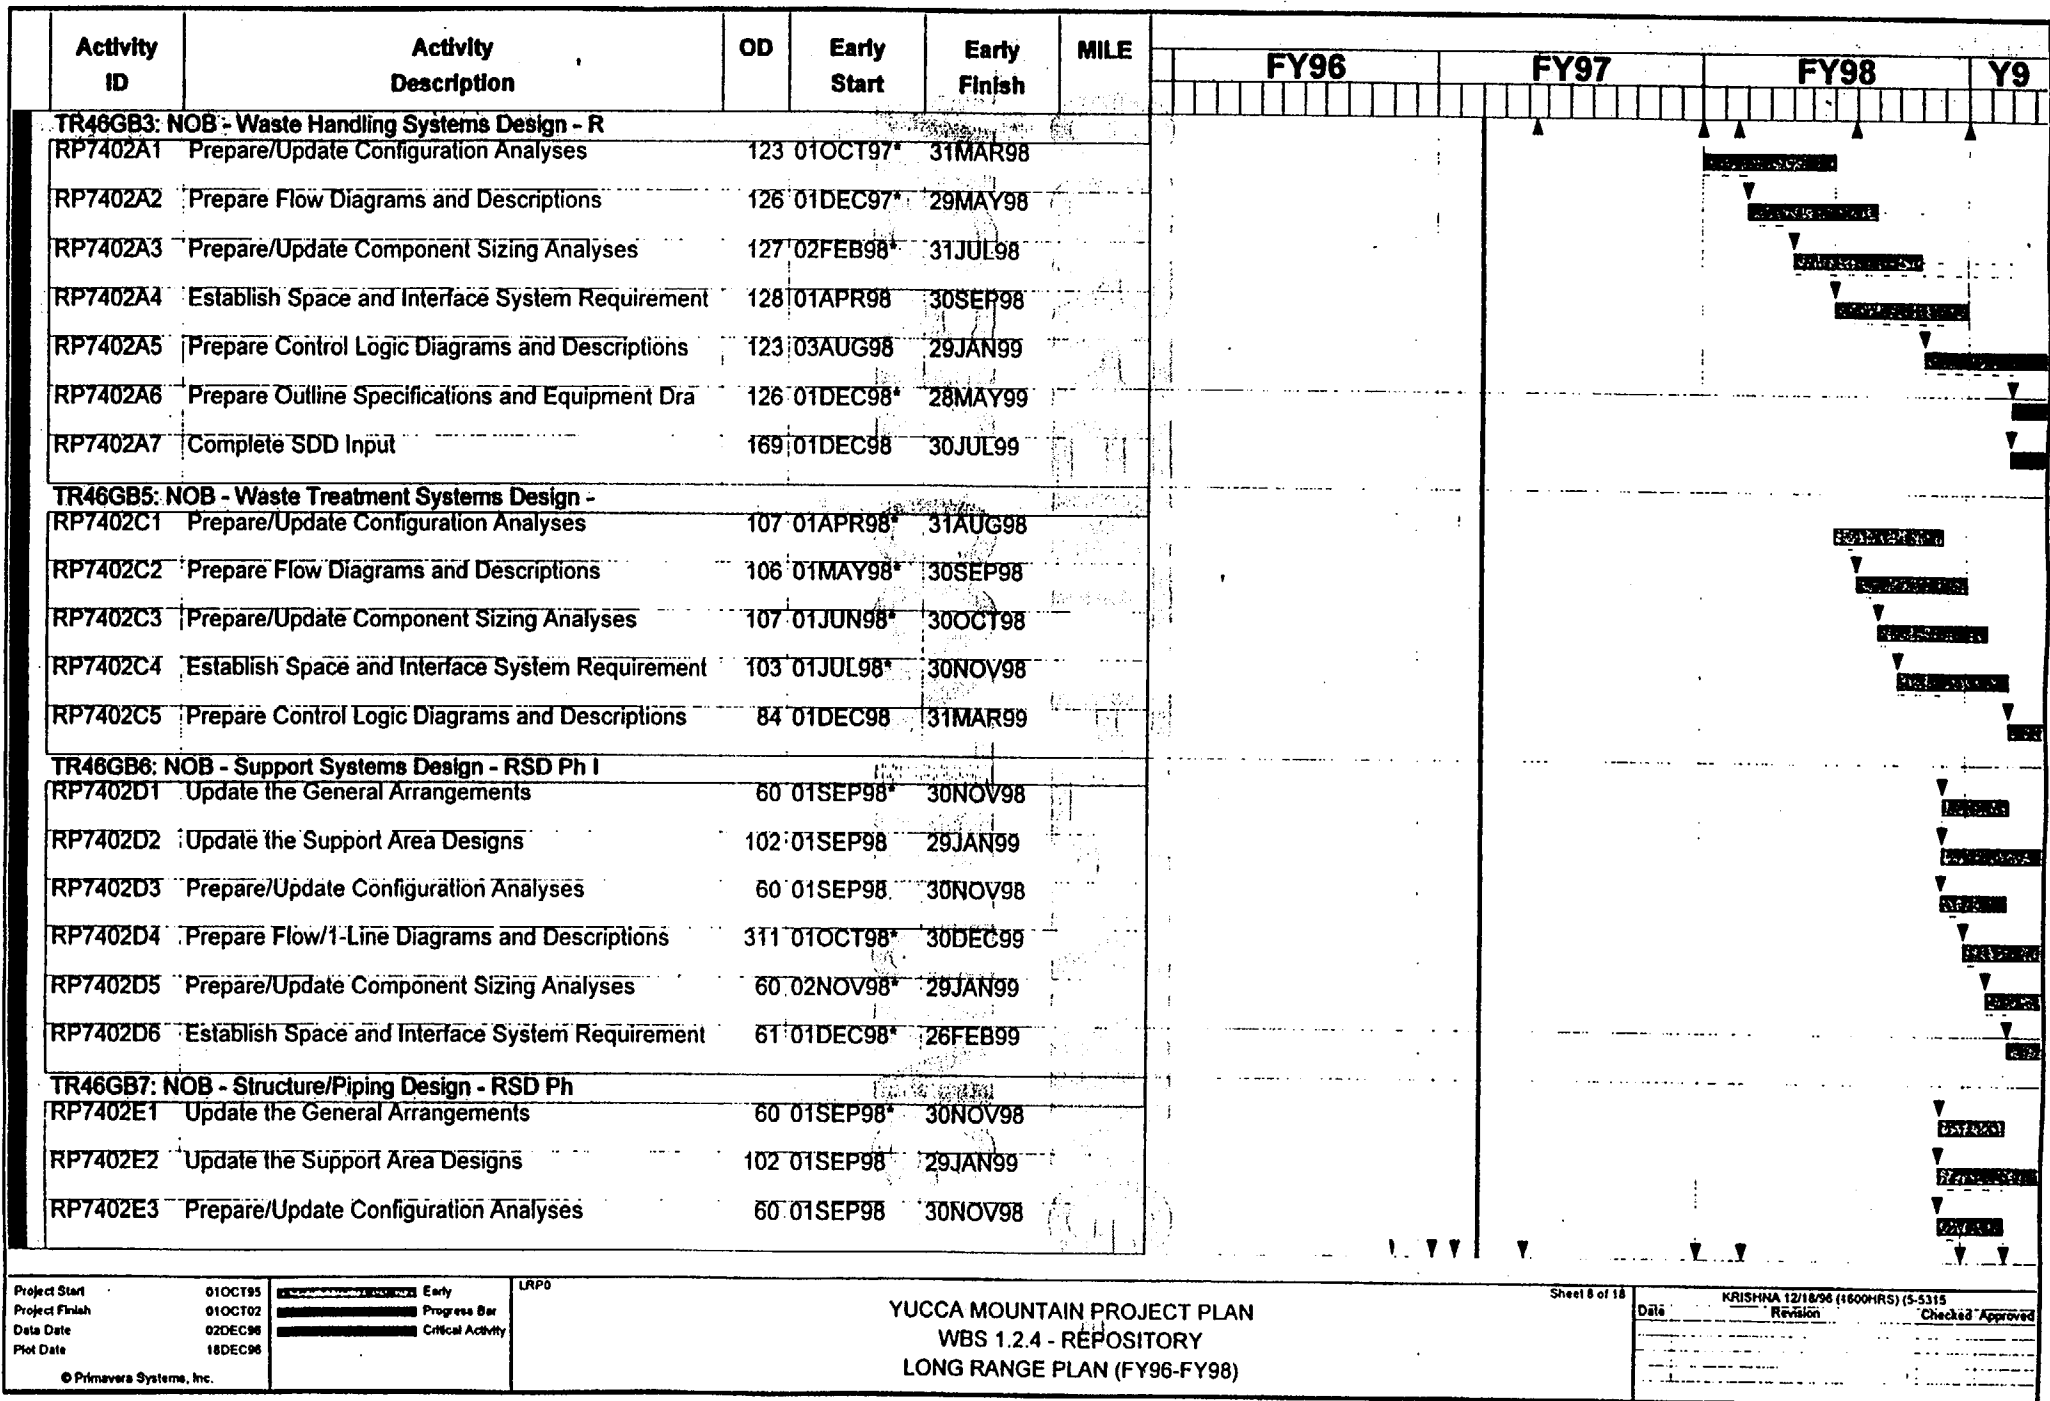 Activity ID Activity Description OD Early Start Early Finish MILE FY96 FY97 FY98 Y9
TR46GB3: NOB - Waste Handling Systems Design - R
RP7402A1 Prepare/Update Configuration Analyses 123 01OCT97* 31MAR98
RP7402A2 Prepare Flow Diagrams and Descriptions 126 01DEC97* 29MAY98
RP7402A3 Prepare/Update Component Sizing Analyses 127 02FEB98* 31JUL98
RP7402A4 Establish Space and Interface System Requirement 128 01APR98 30SEP98
RP7402A5 Prepare Control Logic Diagrams and Descriptions 123 03AUG98 29JAN99
RP7402A6 Prepare Outline Specifications and Equipment Dra 126 01DEC98* 28MAY99
RP7402A7 Complete SDD Input 169 01DEC98 30JUL99
TR46GB5: NOB - Waste Treatment Systems Design -
RP7402C1 Prepare/Update Configuration Analyses 107 01APR98* 31AUG98
RP7402C2 Prepare Flow Diagrams and Descriptions 106 01MAY98* 30SEP98
RP7402C3 Prepare/Update Component Sizing Analyses 107 01JUN98* 30OCT98
RP7402C4 Establish Space and Interface System Requirement 103 01JUL98* 30NOV98
RP7402C5 Prepare Control Logic Diagrams and Descriptions 84 01DEC98 31MAR99
TR46GB6: NOB - Support Systems Design - RSD Ph I
RP7402D1 Update the General Arrangements 60 01SEP98* 30NOV98
RP7402D2 Update the Support Area Designs 102 01SEP98 29JAN99
RP7402D3 Prepare/Update Configuration Analyses 60 01SEP98 30NOV98
RP7402D4 Prepare Flow/1-Line Diagrams and Descriptions 311 01OCT98* 30DEC99
RP7402D5 Prepare/Update Component Sizing Analyses 60 02NOV98* 29JAN99
RP7402D6 Establish Space and Interface System Requirement 61 01DEC98* 26FEB99
TR46GB7: NOB - Structure/Piping Design - RSD Ph
RP7402E1 Update the General Arrangements 60 01SEP98* 30NOV98
RP7402E2 Update the Support Area Designs 102 01SEP98 29JAN99
RP7402E3 Prepare/Update Configuration Analyses 60 01SEP98 30NOV98
Project Start 01OCT95
Project Finish 01OCT02
Data Date 02DEC96
Plot Date 18DEC96
© Primavera Systems, Inc.
Early
Progress Bar
Critical Activity
LRP0
YUCCA MOUNTAIN PROJECT PLAN
WBS 1.2.4 - REPOSITORY
LONG RANGE PLAN (FY96-FY98)
Sheet 8 of 18
KRISHNA 12/18/96 (1600HRS) (5-5315
Date Revision Checked Approved